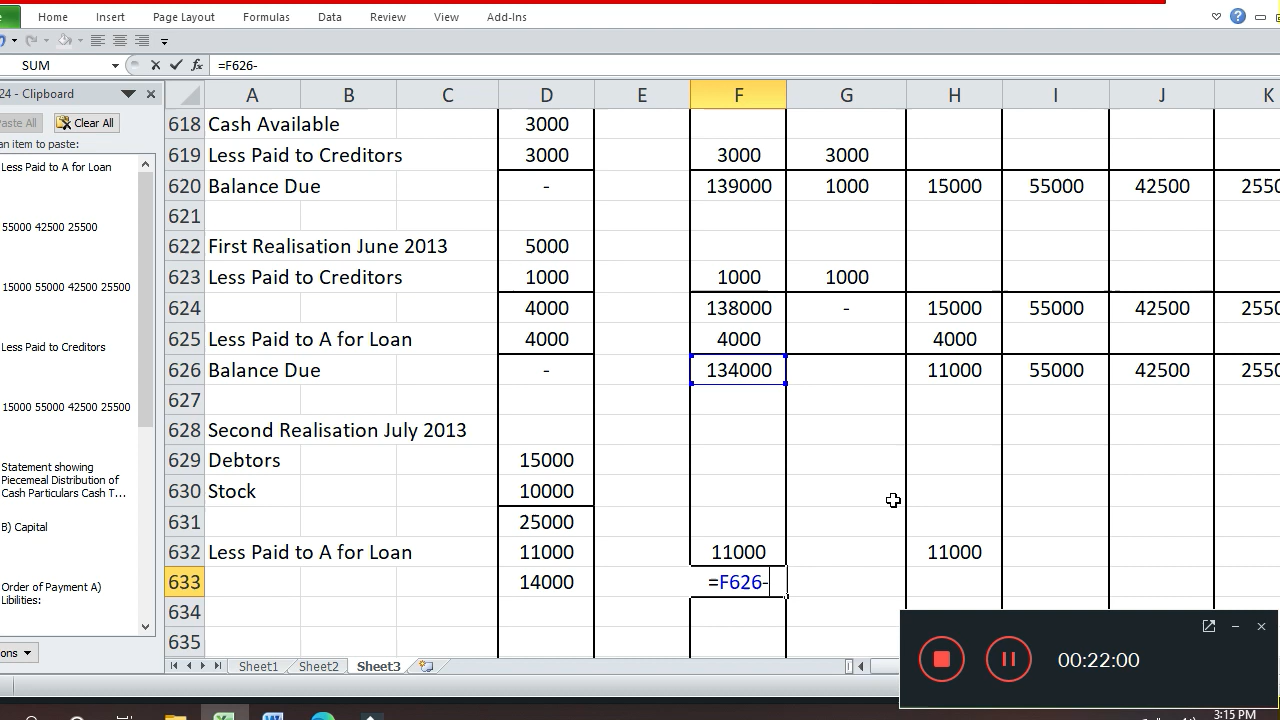 Home Insert Page Layout Formulas Data Review View Add-Ins
SUM =F626-
24 - Clipboard A B C D E F G H I J K
Clear All
an item to paste:
618 Cash Available 3000
619 Less Paid to Creditors 3000 3000 3000
620 Balance Due - 139000 1000 15000 55000 42500
621
622 First Realisation June 2013 5000
623 Less Paid to Creditors 1000 1000 1000
624 4000 138000 - 15000 55000 42500
625 Less Paid to A for Loan 4000 4000 4000
626 Balance Due - 134000 11000 55000 42500
627
628 Second Realisation July 2013
629 Debtors 15000
630 Stock 10000
631 25000
632 Less Paid to A for Loan 11000 11000 11000
633 14000 =F626-
634
635
Less Paid to A for Loan
55000 42500 25500
15000 55000 42500 25500
Less Paid to Creditors
15000 55000 42500 25500
Statement showing
Piecemeal Distribution of
Cash Particulars Cash T...
B) Capital
Order of Payment A)
Libilities:
Sheet1 Sheet2 Sheet3
00:22:00
3:15 PM